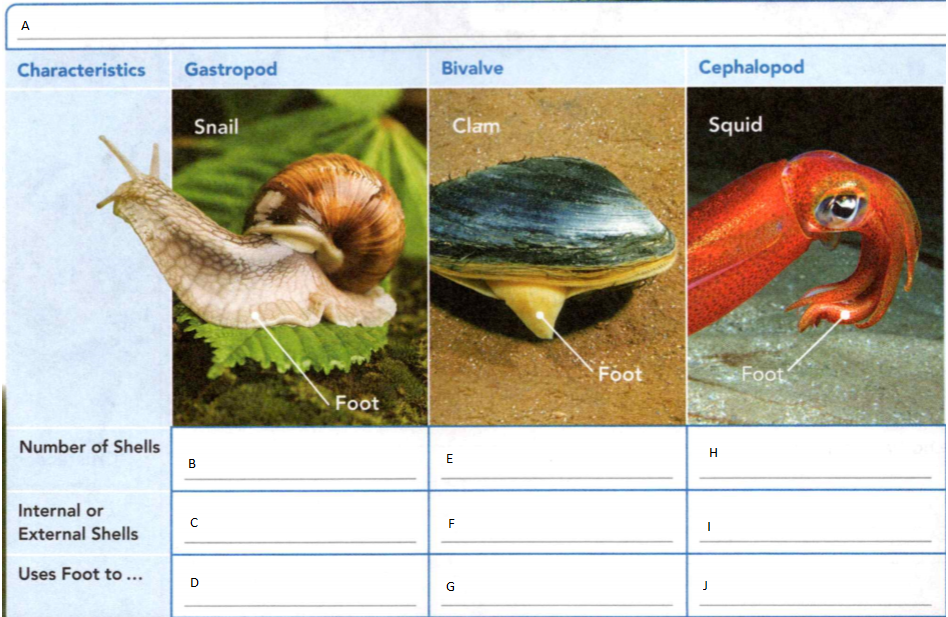 A
Characteristics Gastropod Bivalve Cephalopod
Snail Clam Squid
Foot Foot Foot
Number of Shells B E H
Internal or
External Shells C F I
Uses Foot to ... D G J